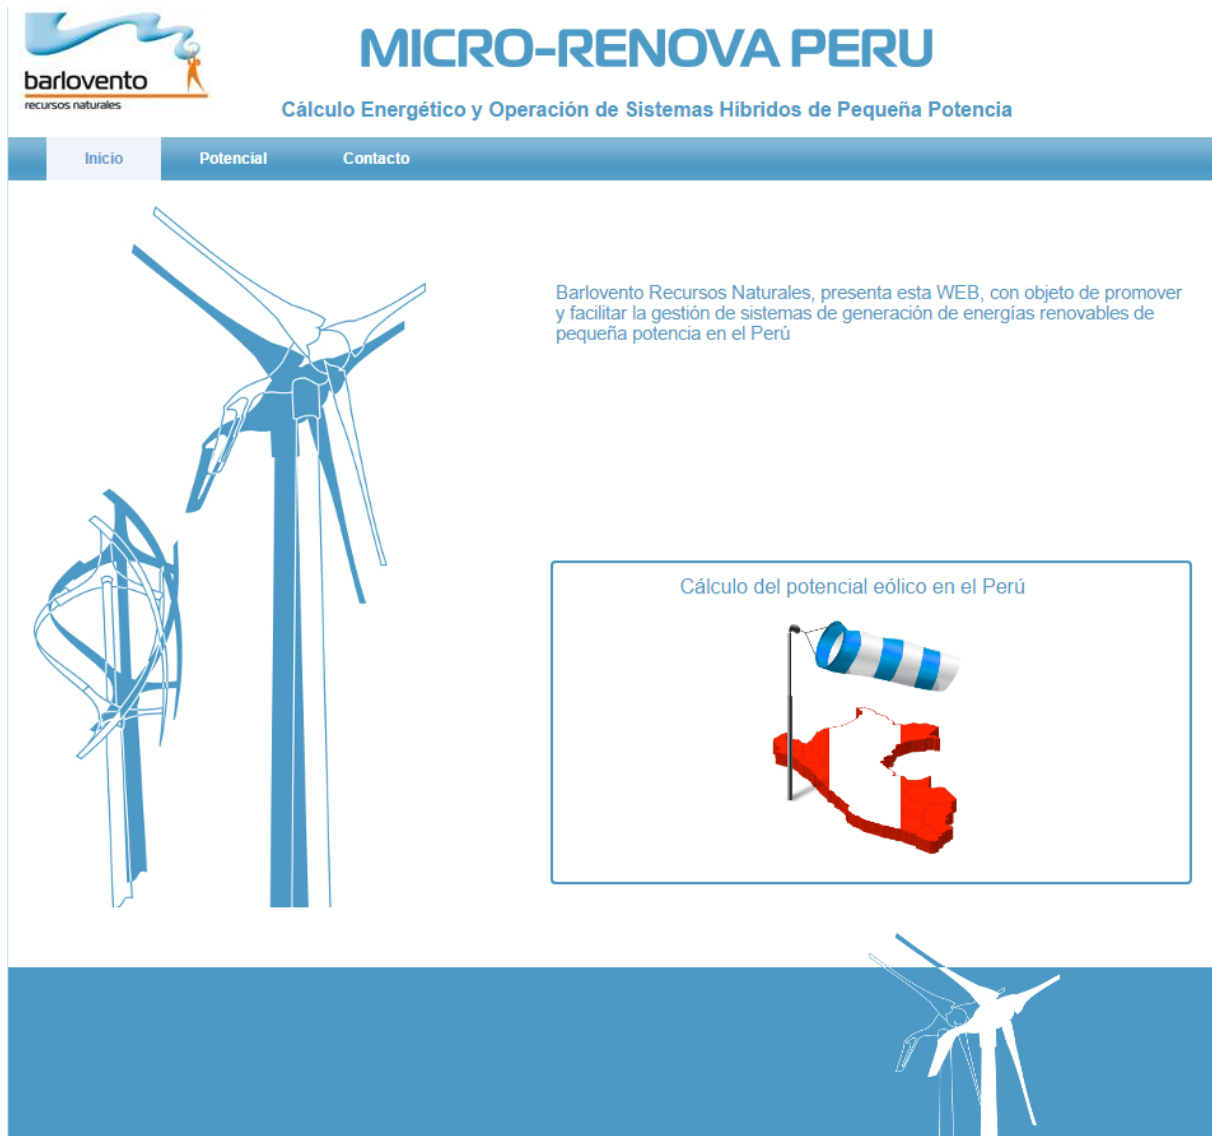 barlovento
recursos naturales
MICRO-RENOVA PERU
Cálculo Energético y Operación de Sistemas Híbridos de Pequeña Potencia
Inicio Potencial Contacto
Barlovento Recursos Naturales, presenta esta WEB, con objeto de promover
y facilitar la gestión de sistemas de generación de energías renovables de
pequeña potencia en el Perú
Cálculo del potencial eólico en el Perú